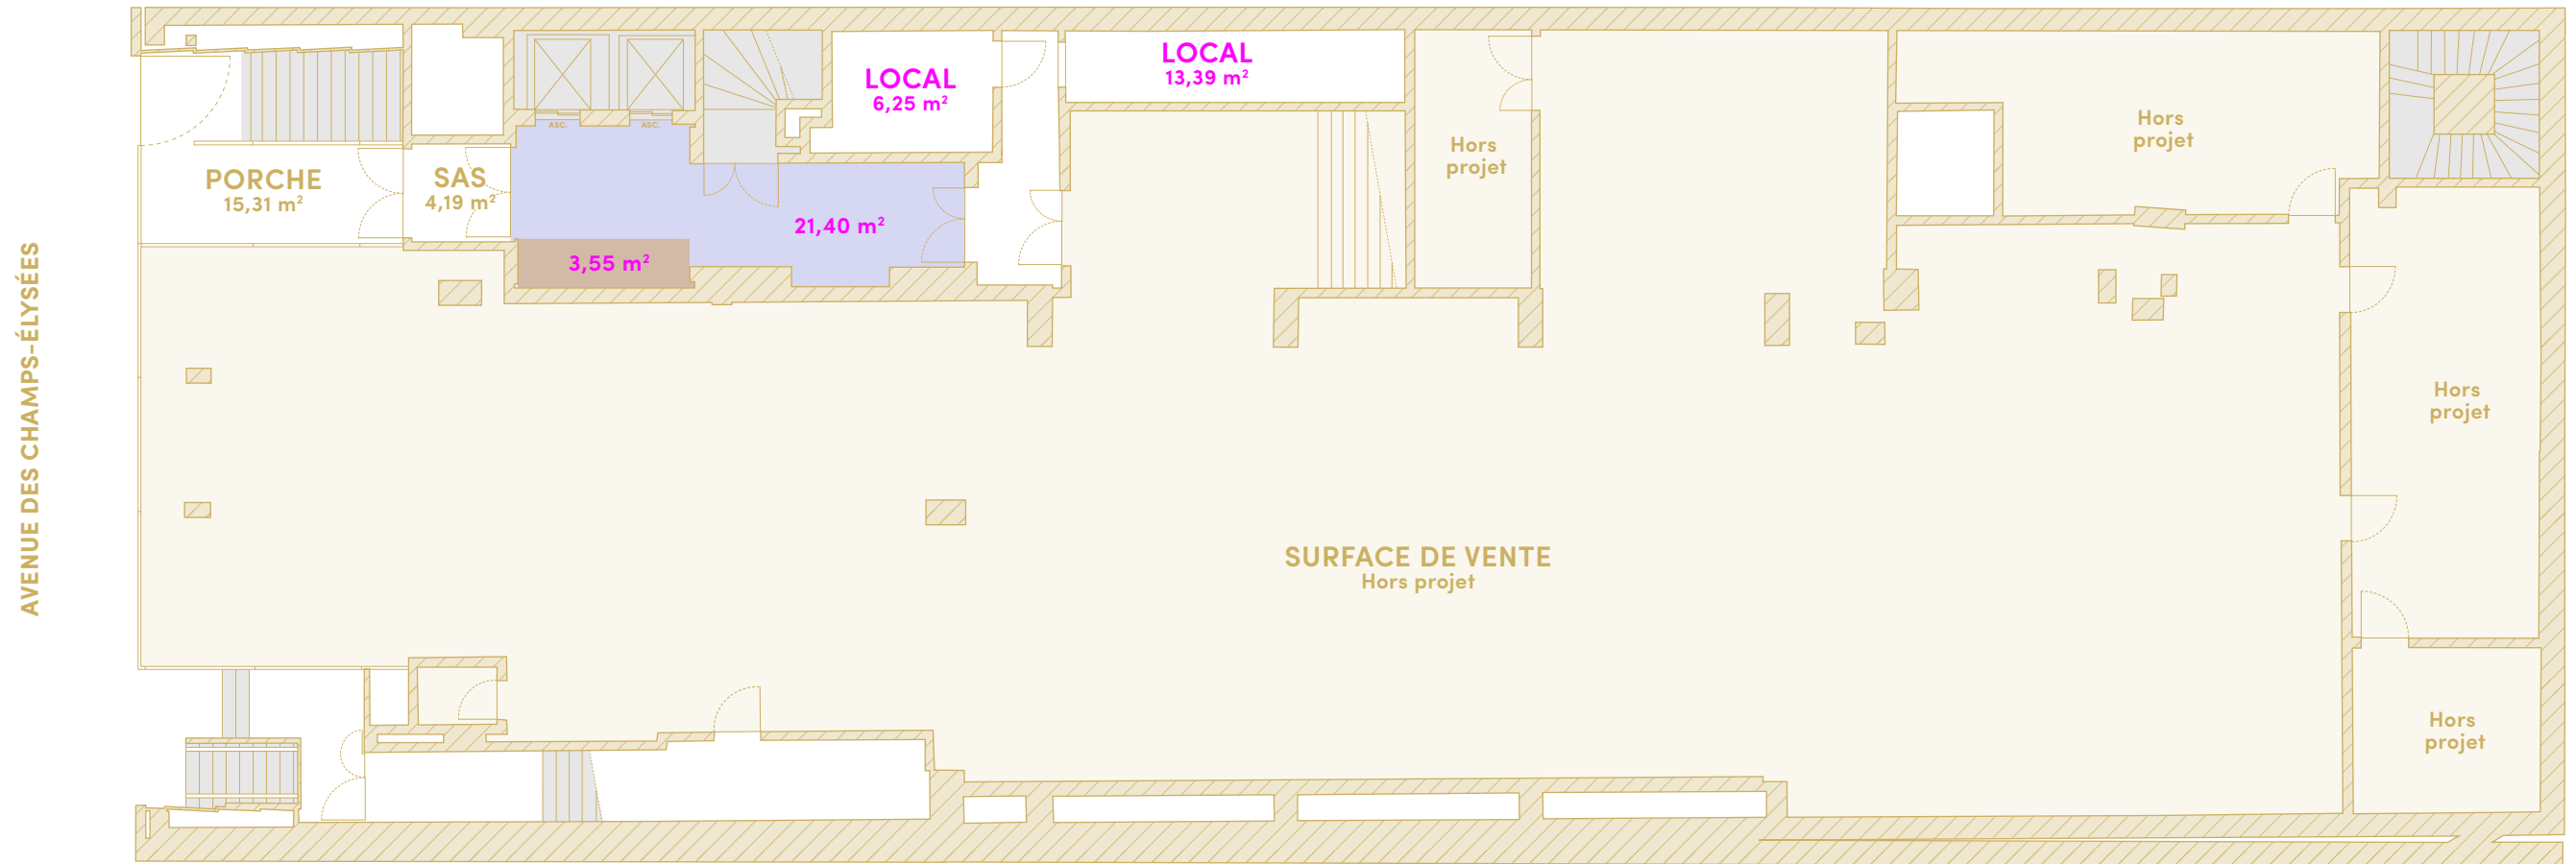 AVENUE DES CHAMPS-ÉLYSÉES
PORCHE
15,31 m²
SAS
4,19 m²
ASC.
ASC.
3,55 m²
21,40 m²
LOCAL
6,25 m²
LOCAL
13,39 m²
Hors
projet
Hors
projet
Hors
projet
SURFACE DE VENTE
Hors projet
Hors
projet